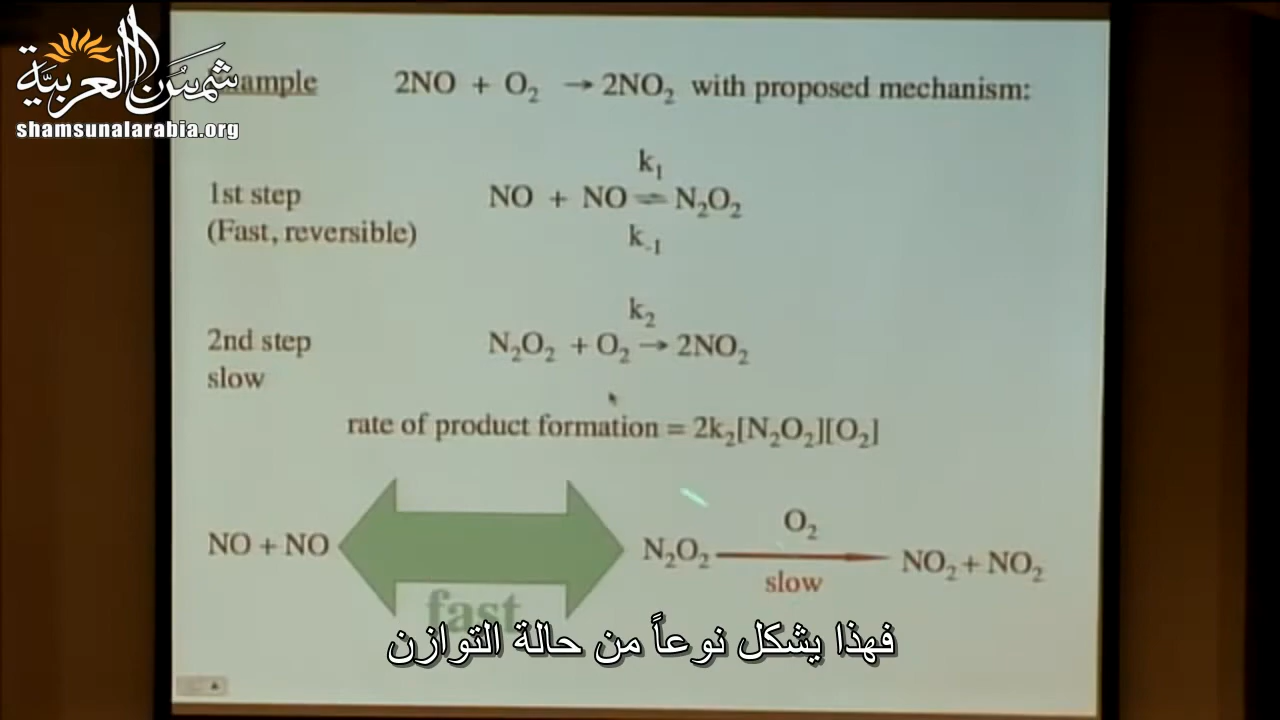 شمس العربية
shamsunalarabia.org
ample 2NO + O₂ → 2NO₂ with proposed mechanism:
k₁
1st step NO + NO ⇌ N₂O₂
(Fast, reversible) k₋₁
k₂
2nd step N₂O₂ + O₂ → 2NO₂
slow
rate of product formation = 2k₂[N₂O₂][O₂]
O₂
NO + NO N₂O₂ NO₂ + NO₂
slow
fast
فهذا يشكل نوعاً من حالة التوازن